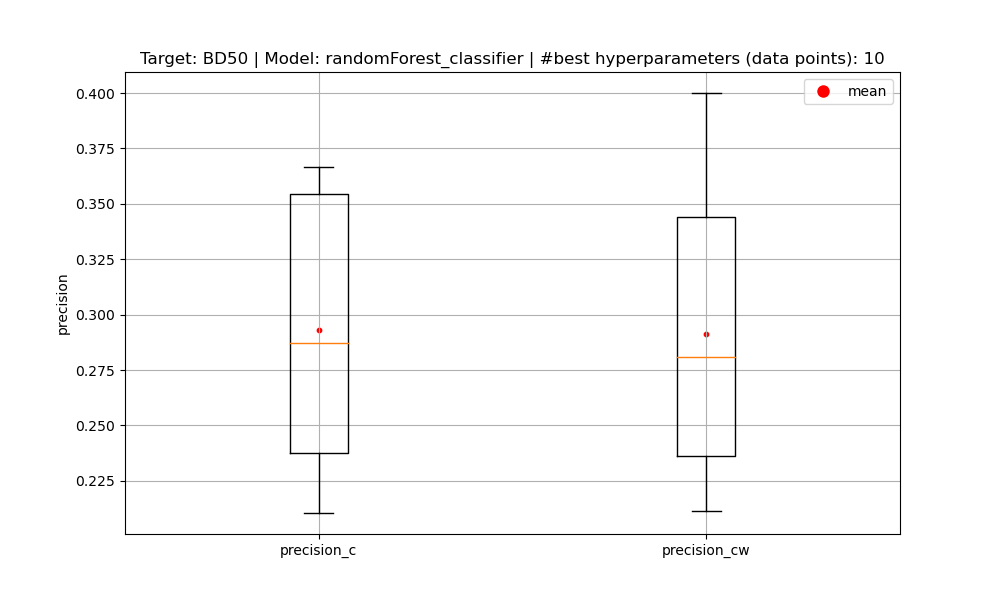 Target: BD50 | Model: randomForest_classifier | #best hyperparameters (data points): 10
mean
precision
0.400
0.375
0.350
0.325
0.300
0.275
0.250
0.225
precision_c
precision_cw